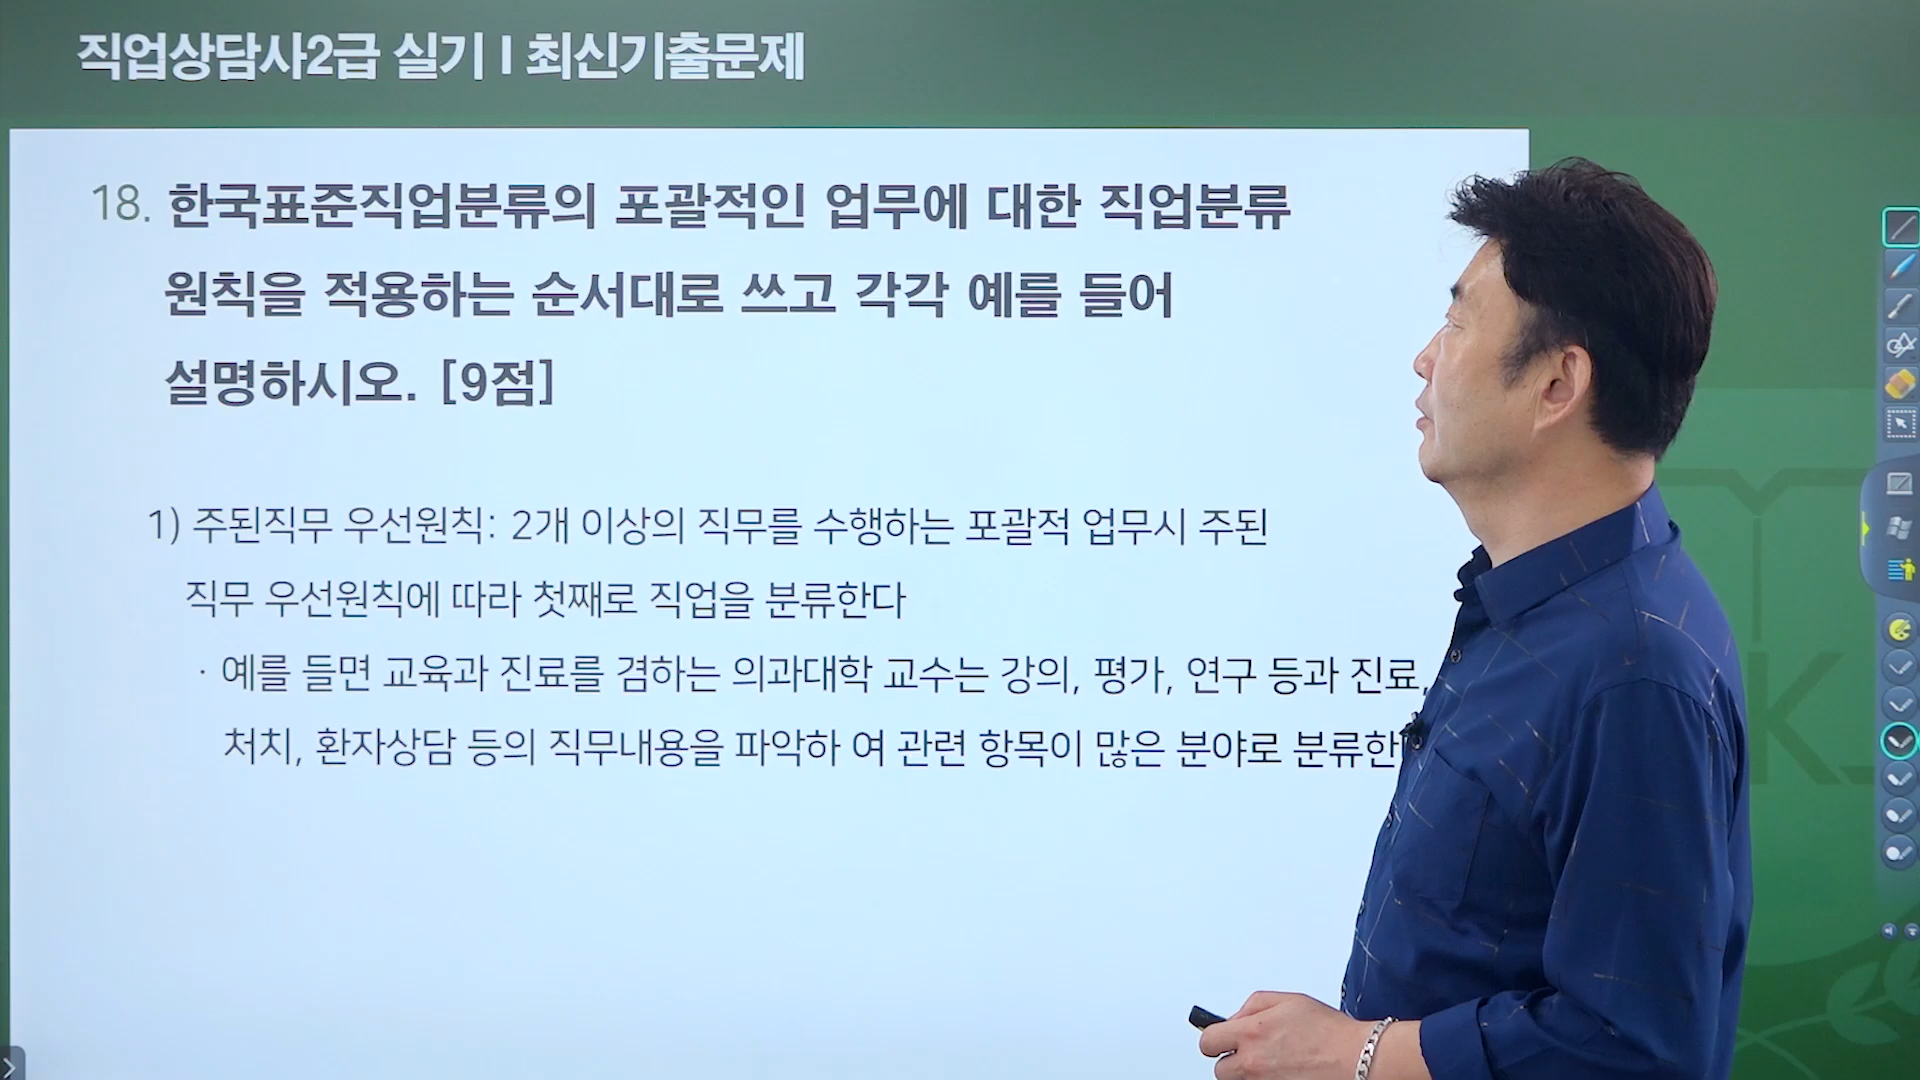 직업상담사2급 실기 I 최신기출문제
18. 한국표준직업분류의 포괄적인 업무에 대한 직업분류
원칙을 적용하는 순서대로 쓰고 각각 예를 들어
설명하시오. [9점]
1) 주된직무 우선원칙: 2개 이상의 직무를 수행하는 포괄적 업무시 주된
직무 우선원칙에 따라 첫째로 직업을 분류한다
· 예를 들면 교육과 진료를 겸하는 의과대학 교수는 강의, 평가, 연구 등과 진료,
처치, 환자상담 등의 직무내용을 파악하 여 관련 항목이 많은 분야로